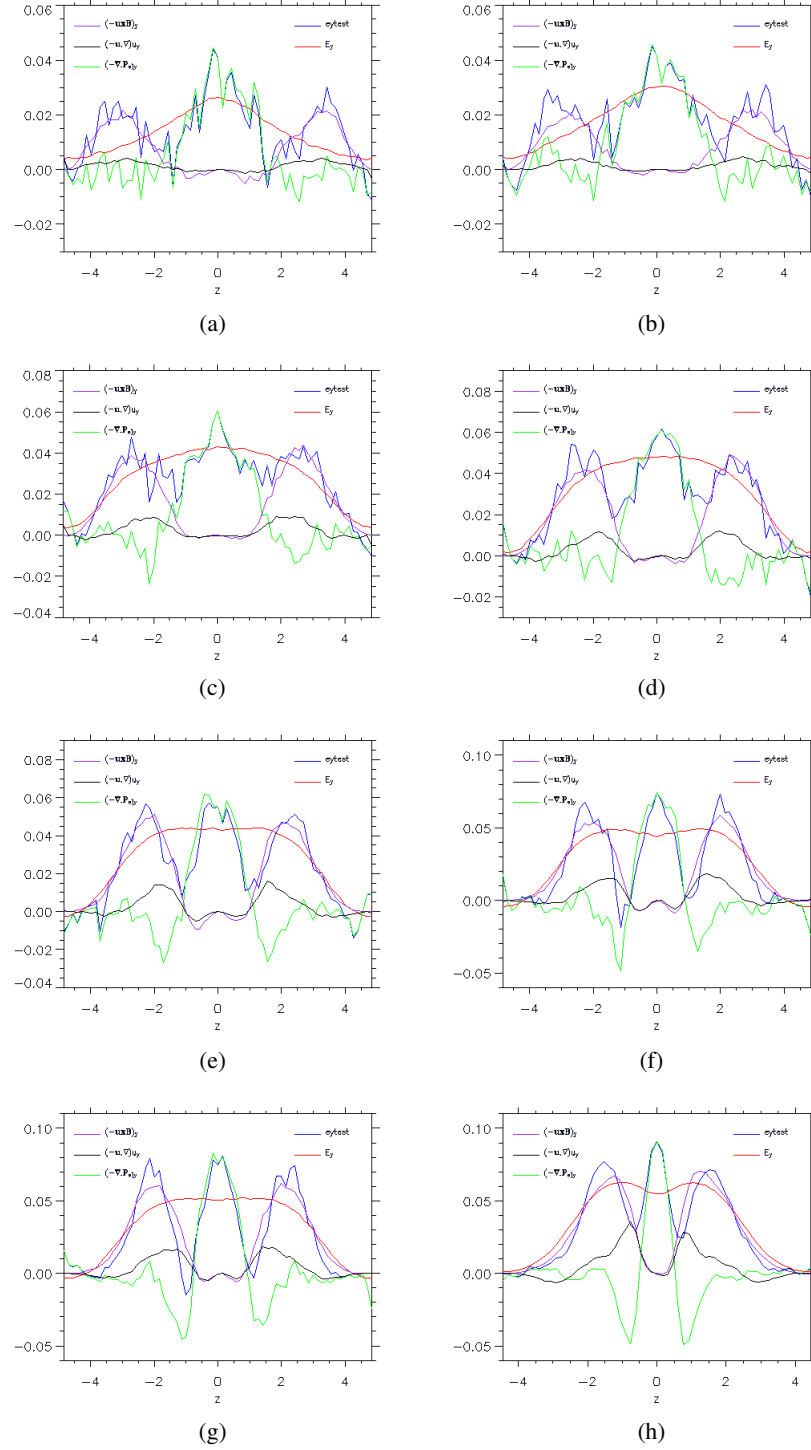 (-uxB)y eytest
(-u.∇)uy Ey
(-∇.Pe)y
0.06
0.04
0.02
0.00
-0.02
-4 -2 0 2 4
z
(a)
(-uxB)y eytest
(-u.∇)uy Ey
(-∇.Pe)y
0.06
0.04
0.02
0.00
-0.02
-4 -2 0 2 4
z
(b)
(-uxB)y eytest
(-u.∇)uy Ey
(-∇.Pe)y
0.08
0.06
0.04
0.02
0.00
-0.02
-0.04
-4 -2 0 2 4
z
(c)
(-uxB)y eytest
(-u.∇)uy Ey
(-∇.Pe)y
0.08
0.06
0.04
0.02
0.00
-0.02
-4 -2 0 2 4
z
(d)
(-uxB)y eytest
(-u.∇)uy Ey
(-∇.Pe)y
0.08
0.06
0.04
0.02
0.00
-0.02
-0.04
-4 -2 0 2 4
z
(e)
(-uxB)y eytest
(-u.∇)uy Ey
(-∇.Pe)y
0.10
0.05
0.00
-0.05
-4 -2 0 2 4
z
(f)
(-uxB)y eytest
(-u.∇)uy Ey
(-∇.Pe)y
0.10
0.05
0.00
-0.05
-4 -2 0 2 4
z
(g)
(-uxB)y eytest
(-u.∇)uy Ey
(-∇.Pe)y
0.10
0.05
0.00
-0.05
-4 -2 0 2 4
z
(h)